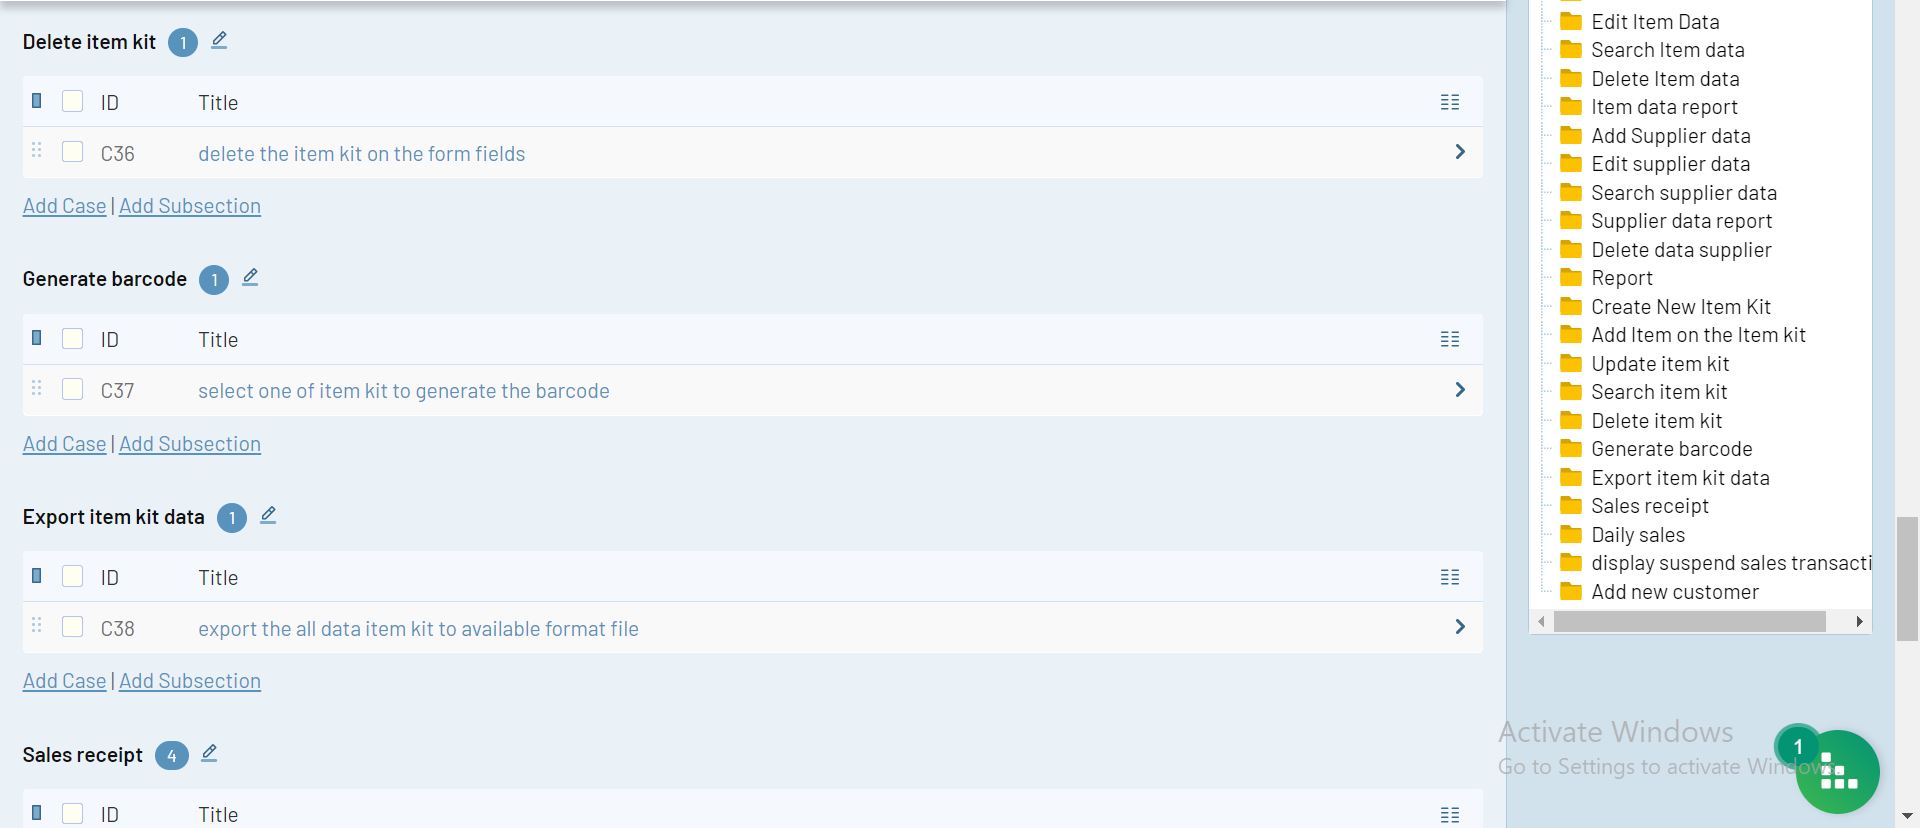 Delete item kit 1
ID Title
C36 delete the item kit on the form fields
Add Case | Add Subsection
Generate barcode 1
ID Title
C37 select one of item kit to generate the barcode
Add Case | Add Subsection
Export item kit data 1
ID Title
C38 export the all data item kit to available format file
Add Case | Add Subsection
Sales receipt 4
ID Title
Edit Item Data
Search Item data
Delete Item data
Item data report
Add Supplier data
Edit supplier data
Search supplier data
Supplier data report
Delete data supplier
Report
Create New Item Kit
Add Item on the Item kit
Update item kit
Search item kit
Delete item kit
Generate barcode
Export item kit data
Sales receipt
Daily sales
display suspend sales transacti
Add new customer
Activate Windows
Go to Settings to activate Windows.
1